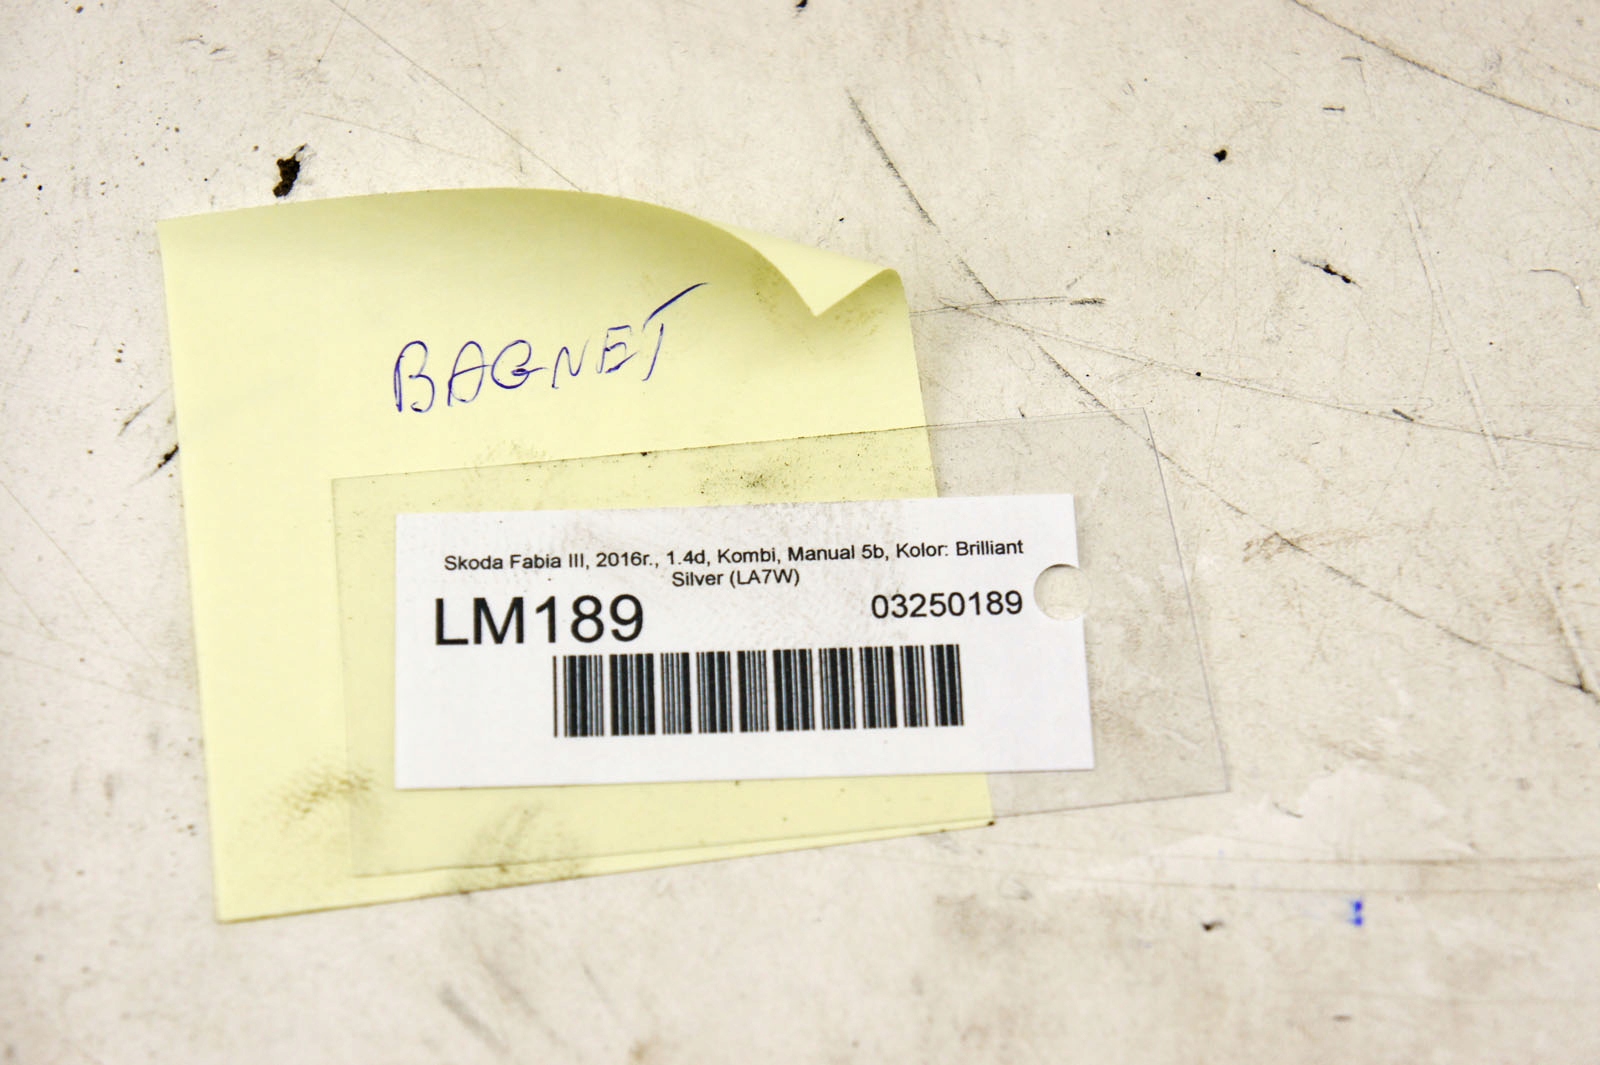 BAGNET
Skoda Fabia III, 2016r., 1.4d, Kombi, Manual 5b, Kolor: Brilliant
Silver (LA7W)
LM189
03250189